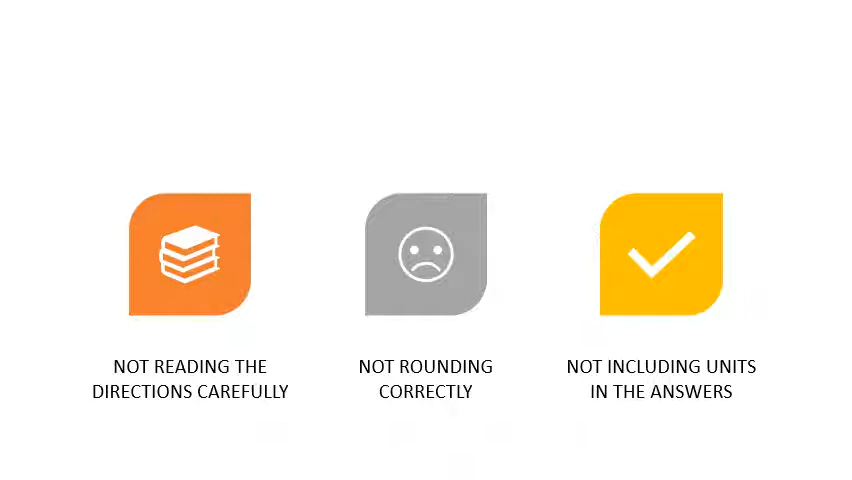 NOT READING THE
DIRECTIONS CAREFULLY
NOT ROUNDING
CORRECTLY
NOT INCLUDING UNITS
IN THE ANSWERS